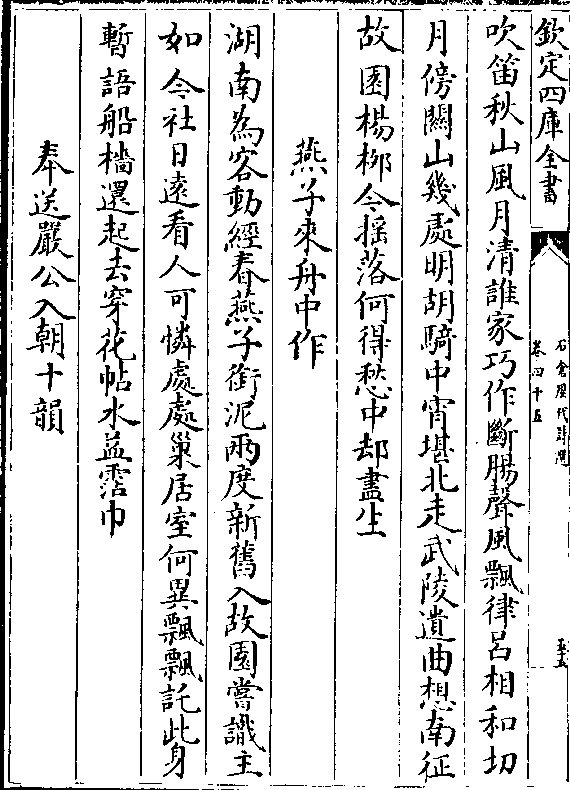 欽定四庫全書
石倉歷代詩選
卷四十五
吹笛秋山風月清誰家巧作斷腸聲風飄律呂相和切
月傍關山幾處明胡騎中宵堪北走武陵遺曲想南征
故園楊柳今摇落何得愁中却盡生
燕子來舟中作
湖南為客動經春燕子銜泥兩度新舊入故園嘗識主
如今社日逺看人可憐處處巢居室何異飄飄託此身
暫語船檣還起去穿花帖水益霑巾
奉送嚴公入朝十韻